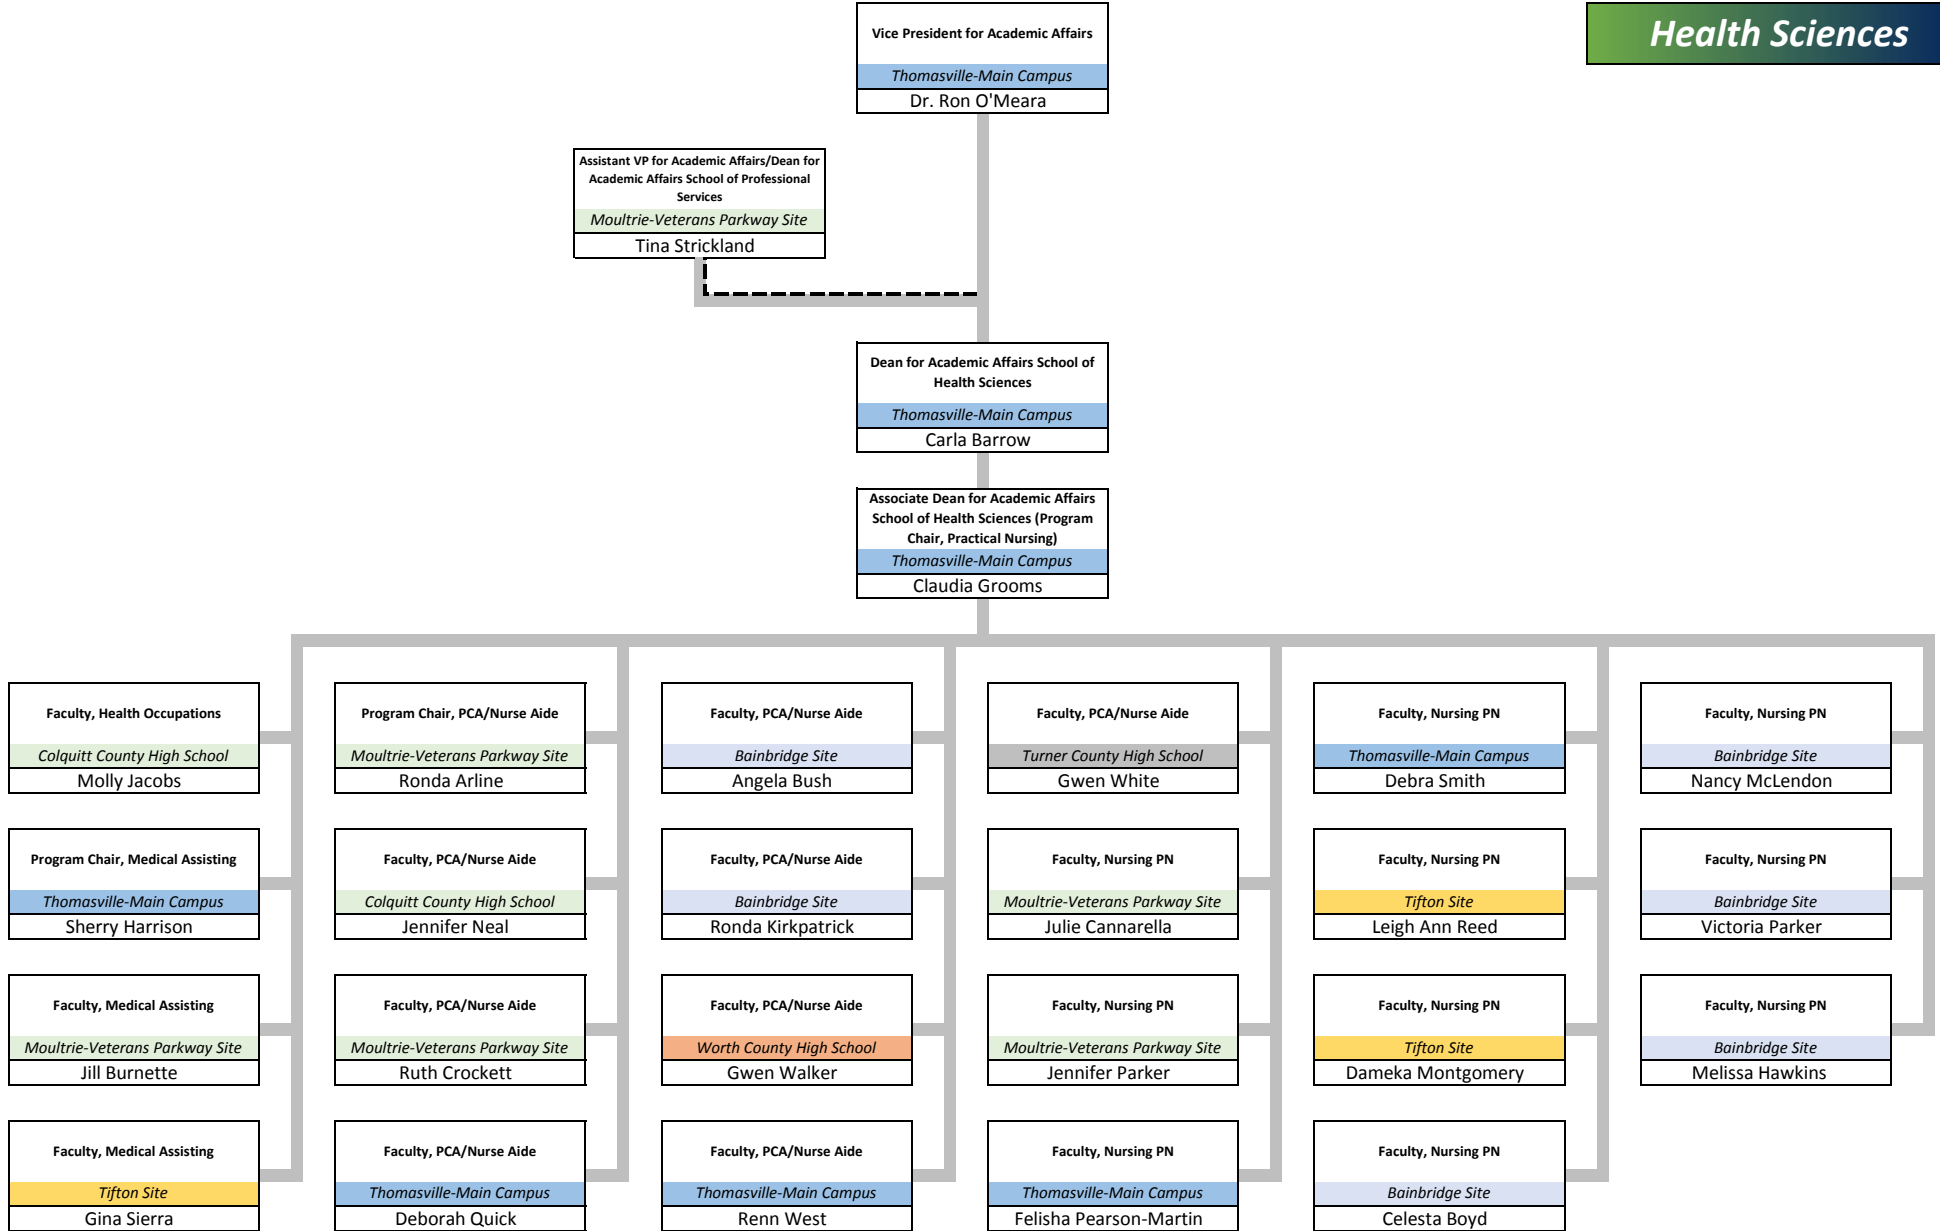 Health Sciences
Vice President for Academic Affairs
Thomasville-Main Campus
Dr. Ron O'Meara
Assistant VP for Academic Affairs/Dean for
Academic Affairs School of Professional
Services
Moultrie-Veterans Parkway Site
Tina Strickland
Dean for Academic Affairs School of
Health Sciences
Thomasville-Main Campus
Carla Barrow
Associate Dean for Academic Affairs
School of Health Sciences (Program
Chair, Practical Nursing)
Thomasville-Main Campus
Claudia Grooms
Faculty, Health Occupations
Colquitt County High School
Molly Jacobs
Program Chair, PCA/Nurse Aide
Moultrie-Veterans Parkway Site
Ronda Arline
Faculty, PCA/Nurse Aide
Bainbridge Site
Angela Bush
Faculty, PCA/Nurse Aide
Turner County High School
Gwen White
Faculty, Nursing PN
Thomasville-Main Campus
Debra Smith
Faculty, Nursing PN
Bainbridge Site
Nancy McLendon
Program Chair, Medical Assisting
Thomasville-Main Campus
Sherry Harrison
Faculty, PCA/Nurse Aide
Colquitt County High School
Jennifer Neal
Faculty, PCA/Nurse Aide
Bainbridge Site
Ronda Kirkpatrick
Faculty, Nursing PN
Moultrie-Veterans Parkway Site
Julie Cannarella
Faculty, Nursing PN
Tifton Site
Leigh Ann Reed
Faculty, Nursing PN
Bainbridge Site
Victoria Parker
Faculty, Medical Assisting
Moultrie-Veterans Parkway Site
Jill Burnette
Faculty, PCA/Nurse Aide
Moultrie-Veterans Parkway Site
Ruth Crockett
Faculty, PCA/Nurse Aide
Worth County High School
Gwen Walker
Faculty, Nursing PN
Moultrie-Veterans Parkway Site
Jennifer Parker
Faculty, Nursing PN
Tifton Site
Dameka Montgomery
Faculty, Nursing PN
Bainbridge Site
Melissa Hawkins
Faculty, Medical Assisting
Tifton Site
Gina Sierra
Faculty, PCA/Nurse Aide
Thomasville-Main Campus
Deborah Quick
Faculty, PCA/Nurse Aide
Thomasville-Main Campus
Renn West
Faculty, Nursing PN
Thomasville-Main Campus
Felisha Pearson-Martin
Faculty, Nursing PN
Bainbridge Site
Celesta Boyd